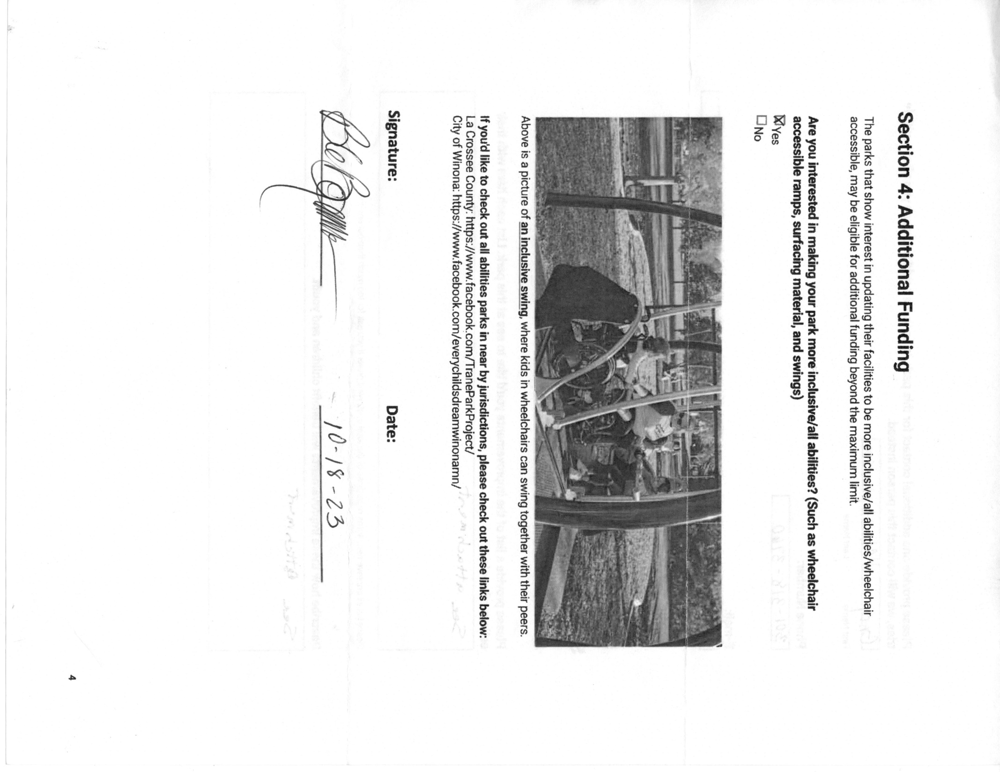 Section 4: Additional Funding
The parks that show interest in updating their facilities to be more inclusive/all abilities/wheelchair
accessible, may be eligible for additional funding beyond the maximum limit.
Are you interested in making your park more inclusive/all abilities? (Such as wheelchair
accessible ramps, surfacing material, and swings)
☒Yes
☐No
Above is a picture of an inclusive swing, where kids in wheelchairs can swing together with their peers.
If you'd like to check out all abilities parks in near by jurisdictions, please check out these links below:
La Crossee County: https://www.facebook.com/TraneParkProject/
City of Winona: https://www.facebook.com/everychildsdreamwinonamn/
Signature: Date:
10-18-23
4